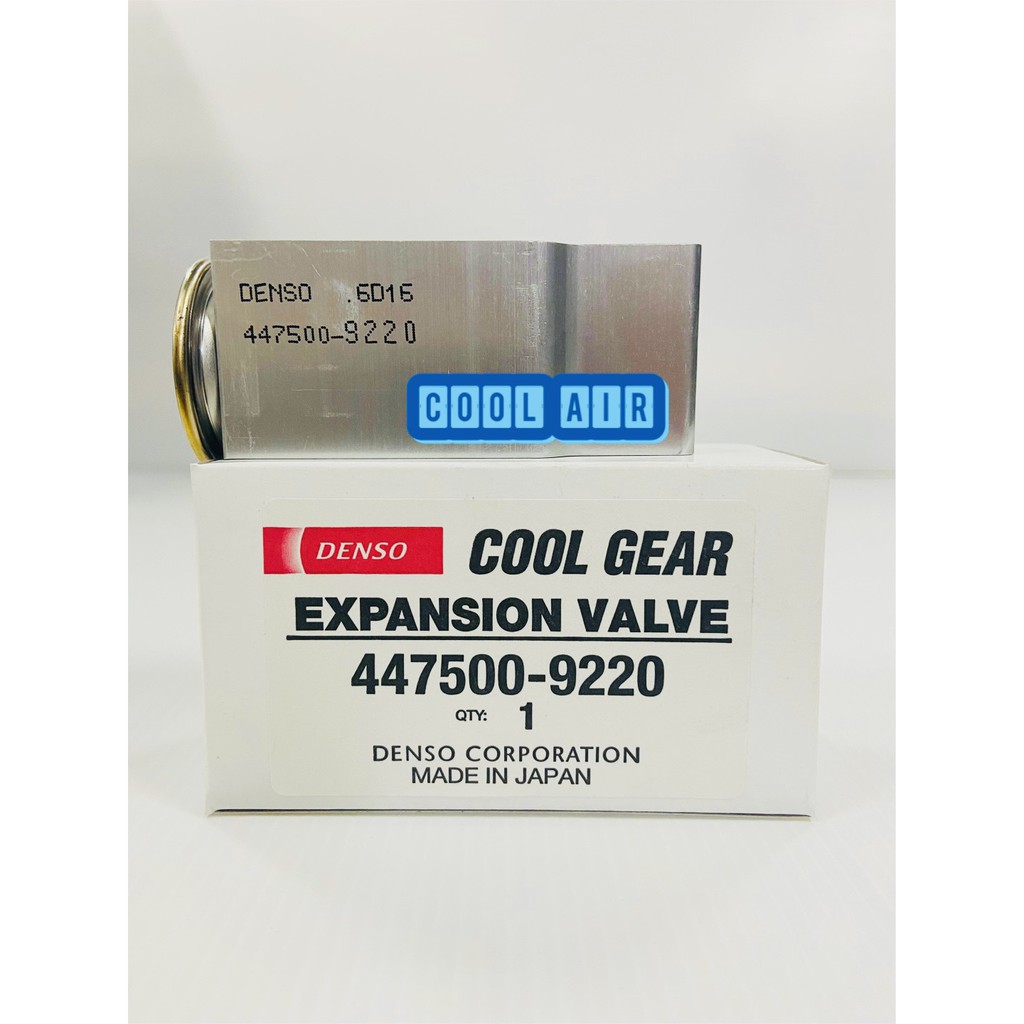 DENSO .6D16
447500-9220
COOL AIR
DENSO COOL GEAR
EXPANSION VALVE
447500-9220
QTY: 1
DENSO CORPORATION
MADE IN JAPAN